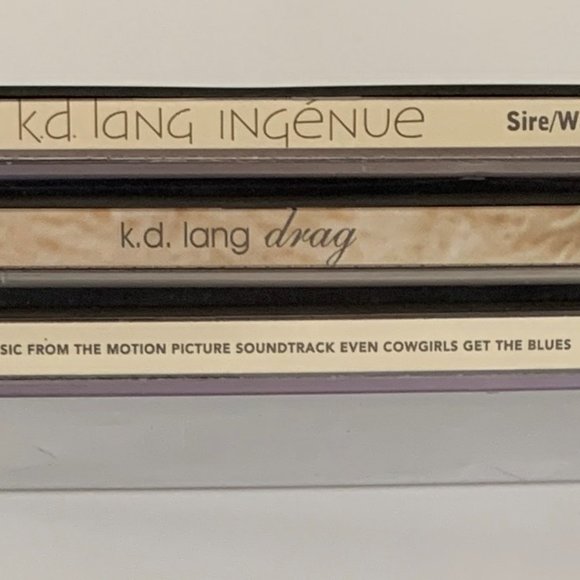 k.d. lang ingénue Sire/W
k.d. lang drag
SIC FROM THE MOTION PICTURE SOUNDTRACK EVEN COWGIRLS GET THE BLUES